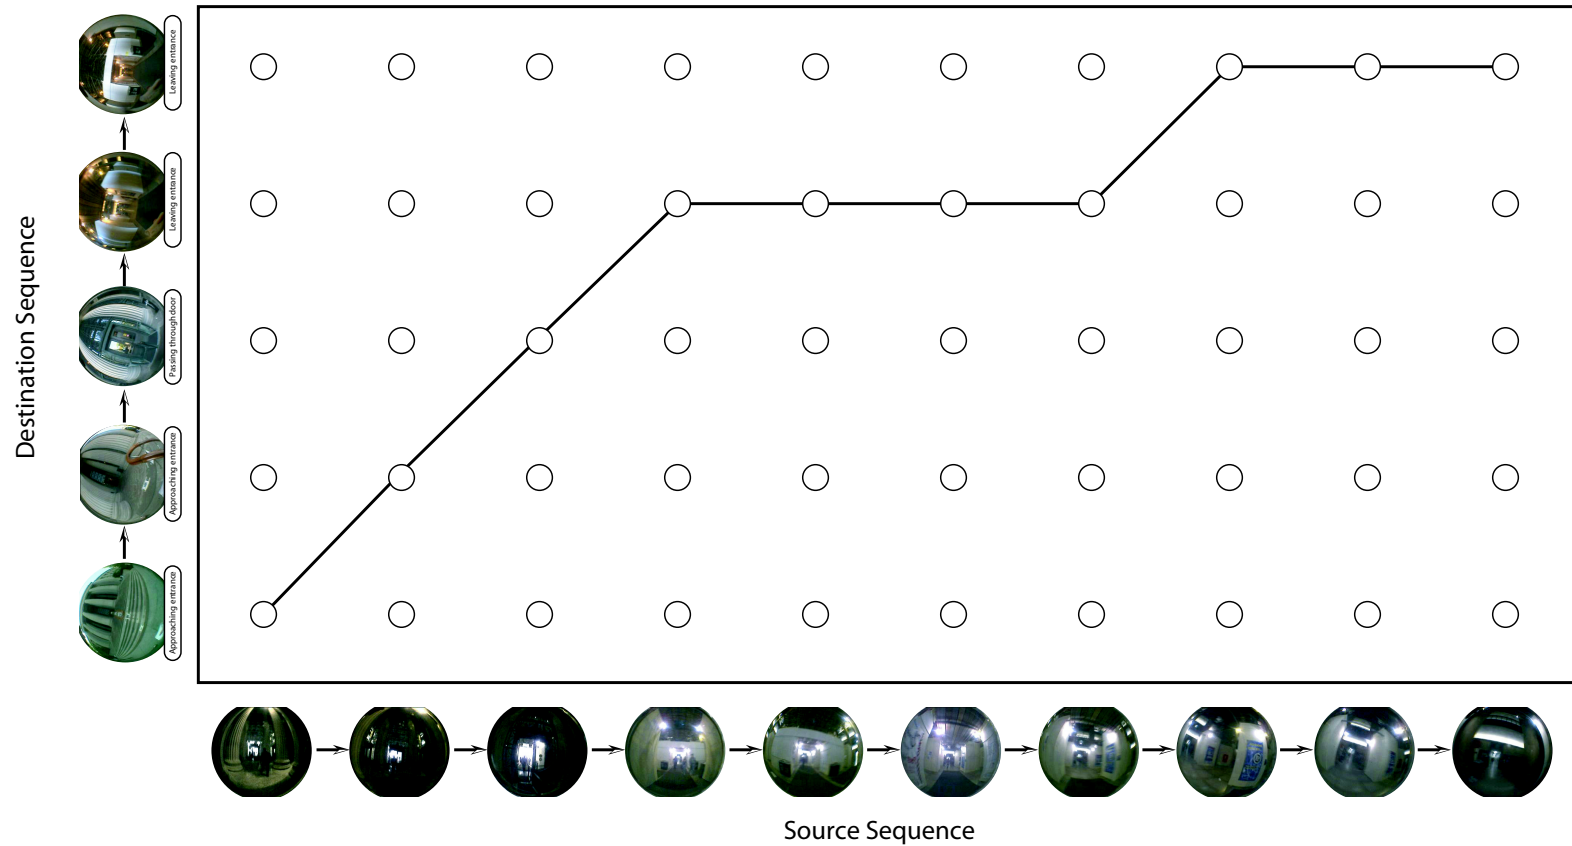 Leaving entrance
Leaving entrance
Passing through door
Approaching entrance
Approaching entrance
Destination Sequence
Source Sequence